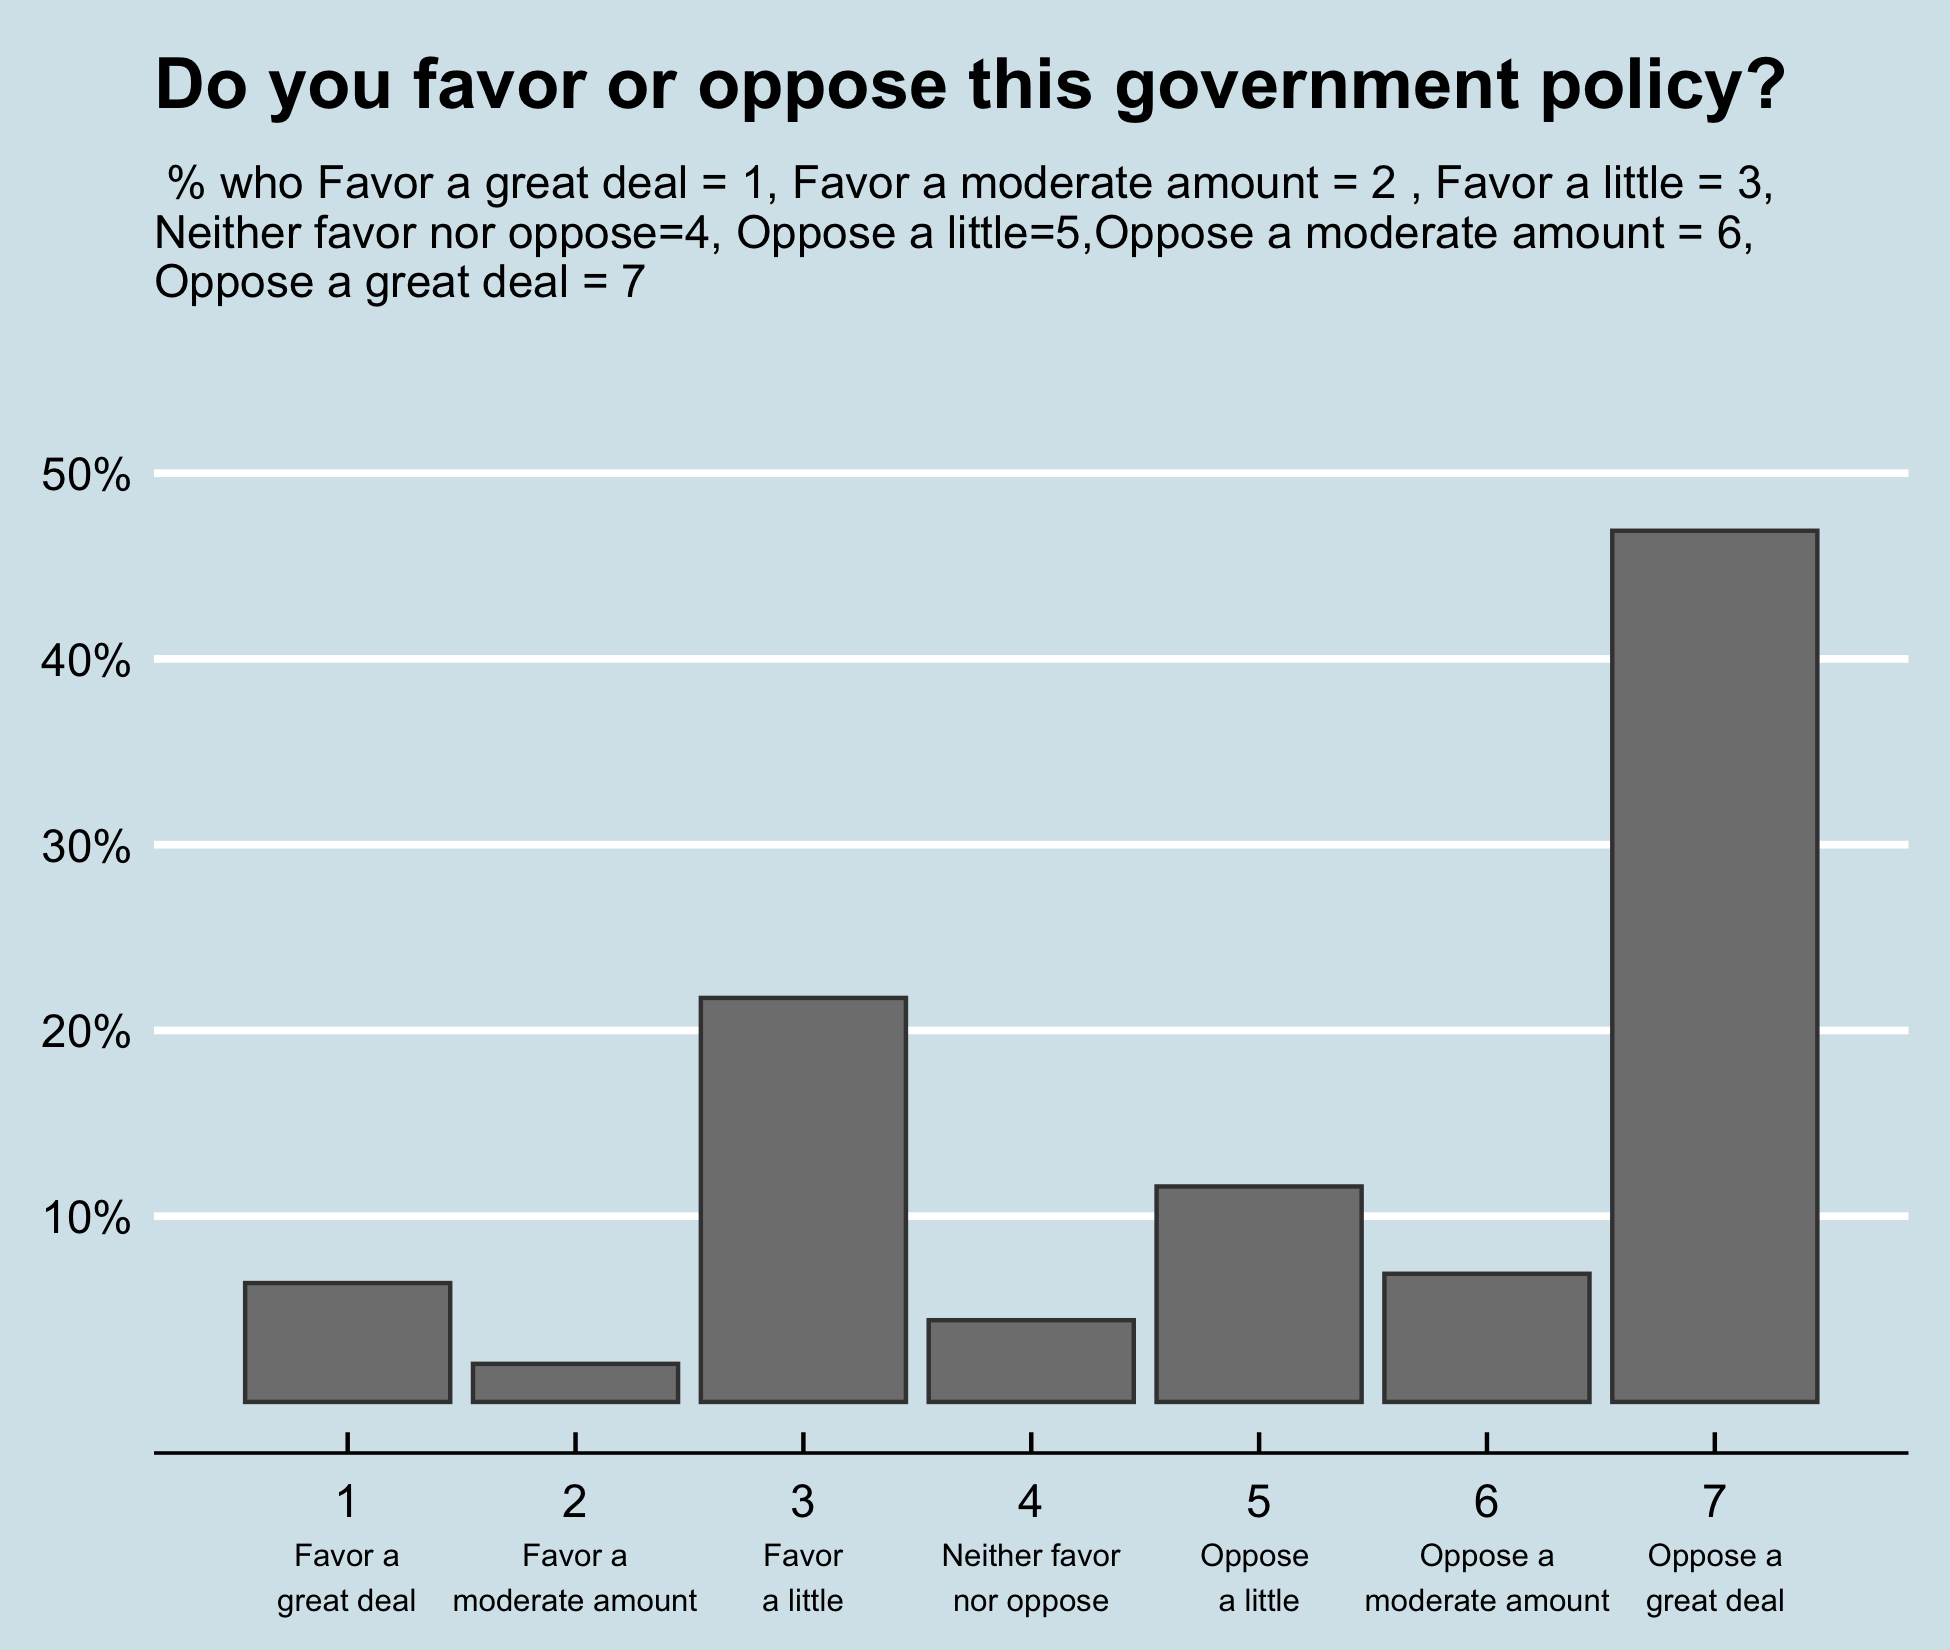 Do you favor or oppose this government policy?
% who Favor a great deal = 1, Favor a moderate amount = 2 , Favor a little = 3,
Neither favor nor oppose=4, Oppose a little=5,Oppose a moderate amount = 6,
Oppose a great deal = 7
50%
40%
30%
20%
10%
1 2 3 4 5 6 7
Favor a Favor a Favor Neither favor Oppose Oppose a Oppose a
great deal moderate amount a little nor oppose a little moderate amount great deal